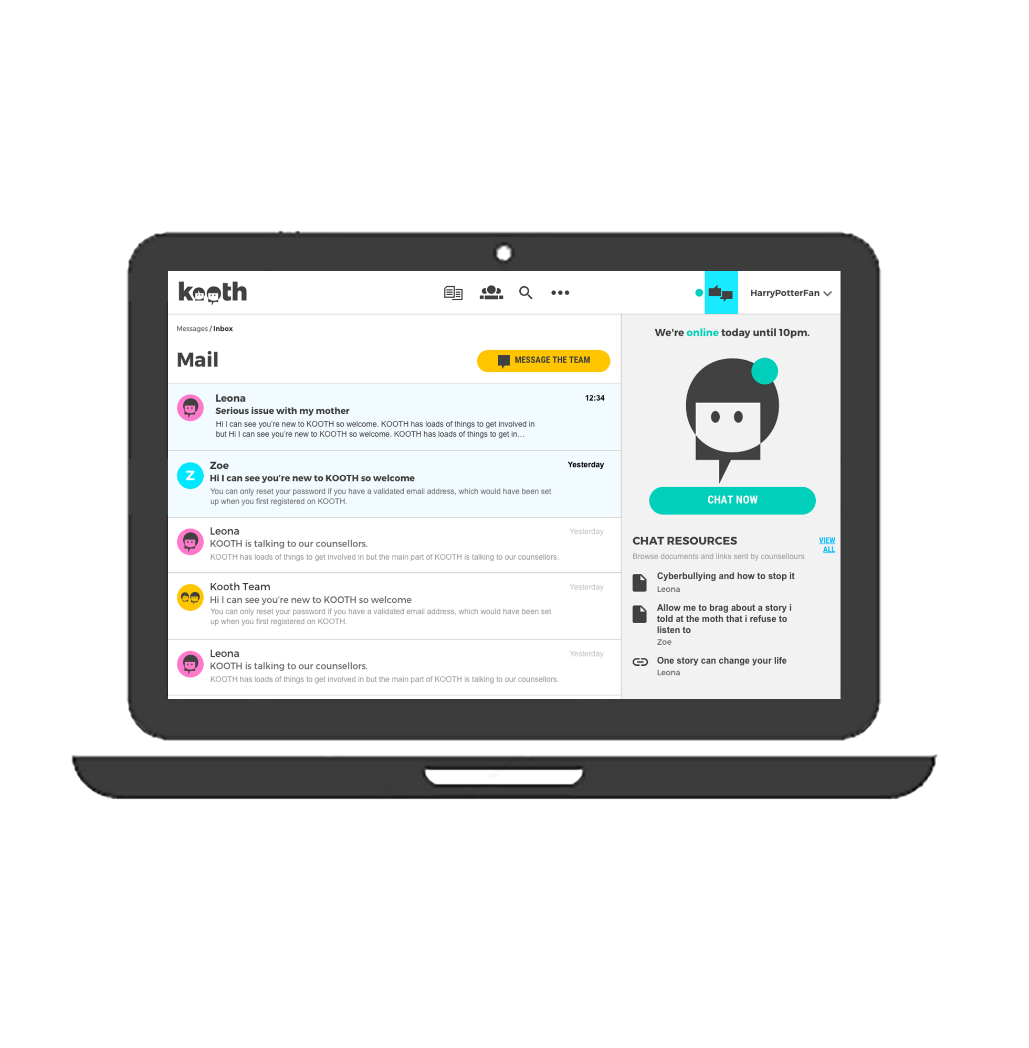 kooth
HarryPotterFan
Messages / Inbox
Mail
MESSAGE THE TEAM
Leona
12:34
Serious issue with my mother
Hi I can see you're new to KOOTH so welcome. KOOTH has loads of things to get involved in
but Hi I can see you're new to KOOTH so welcome. KOOTH has loads of things to get in...
Z
Zoe
Yesterday
Hi I can see you're new to KOOTH so welcome
You can only reset your password if you have a validated email address, which would have been set
up when you first registered on KOOTH.
Leona
Yesterday
KOOTH is talking to our counsellors.
KOOTH has loads of things to get involved in but the main part of KOOTH is talking to our counsellors.
Kooth Team
Yesterday
Hi I can see you're new to KOOTH so welcome
You can only reset your password if you have a validated email address, which would have been set
up when you first registered on KOOTH.
Leona
Yesterday
KOOTH is talking to our counsellors.
KOOTH has loads of things to get involved in but the main part of KOOTH is talking to our counsellors.
We're online today until 10pm.
CHAT NOW
CHAT RESOURCES
VIEW
ALL
Browse documents and links sent by counsellours
Cyberbullying and how to stop it
Leona
Allow me to brag about a story i
told at the moth that i refuse to
listen to
Zoe
One story can change your life
Leona